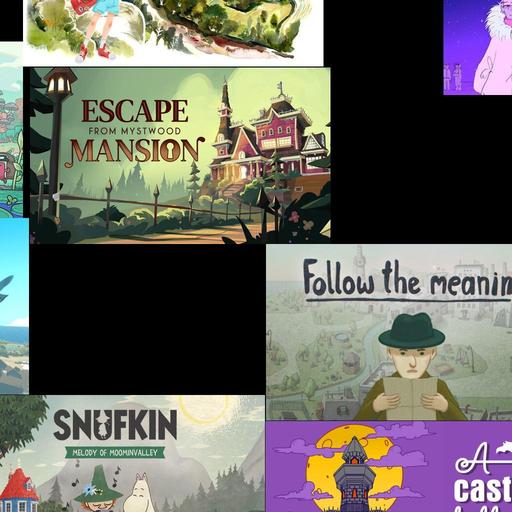 ESCAPE
FROM MYSTWOOD
MANSION
Follow the meanin
SNUFKIN
MELODY OF MOOMINVALLEY
A
cast